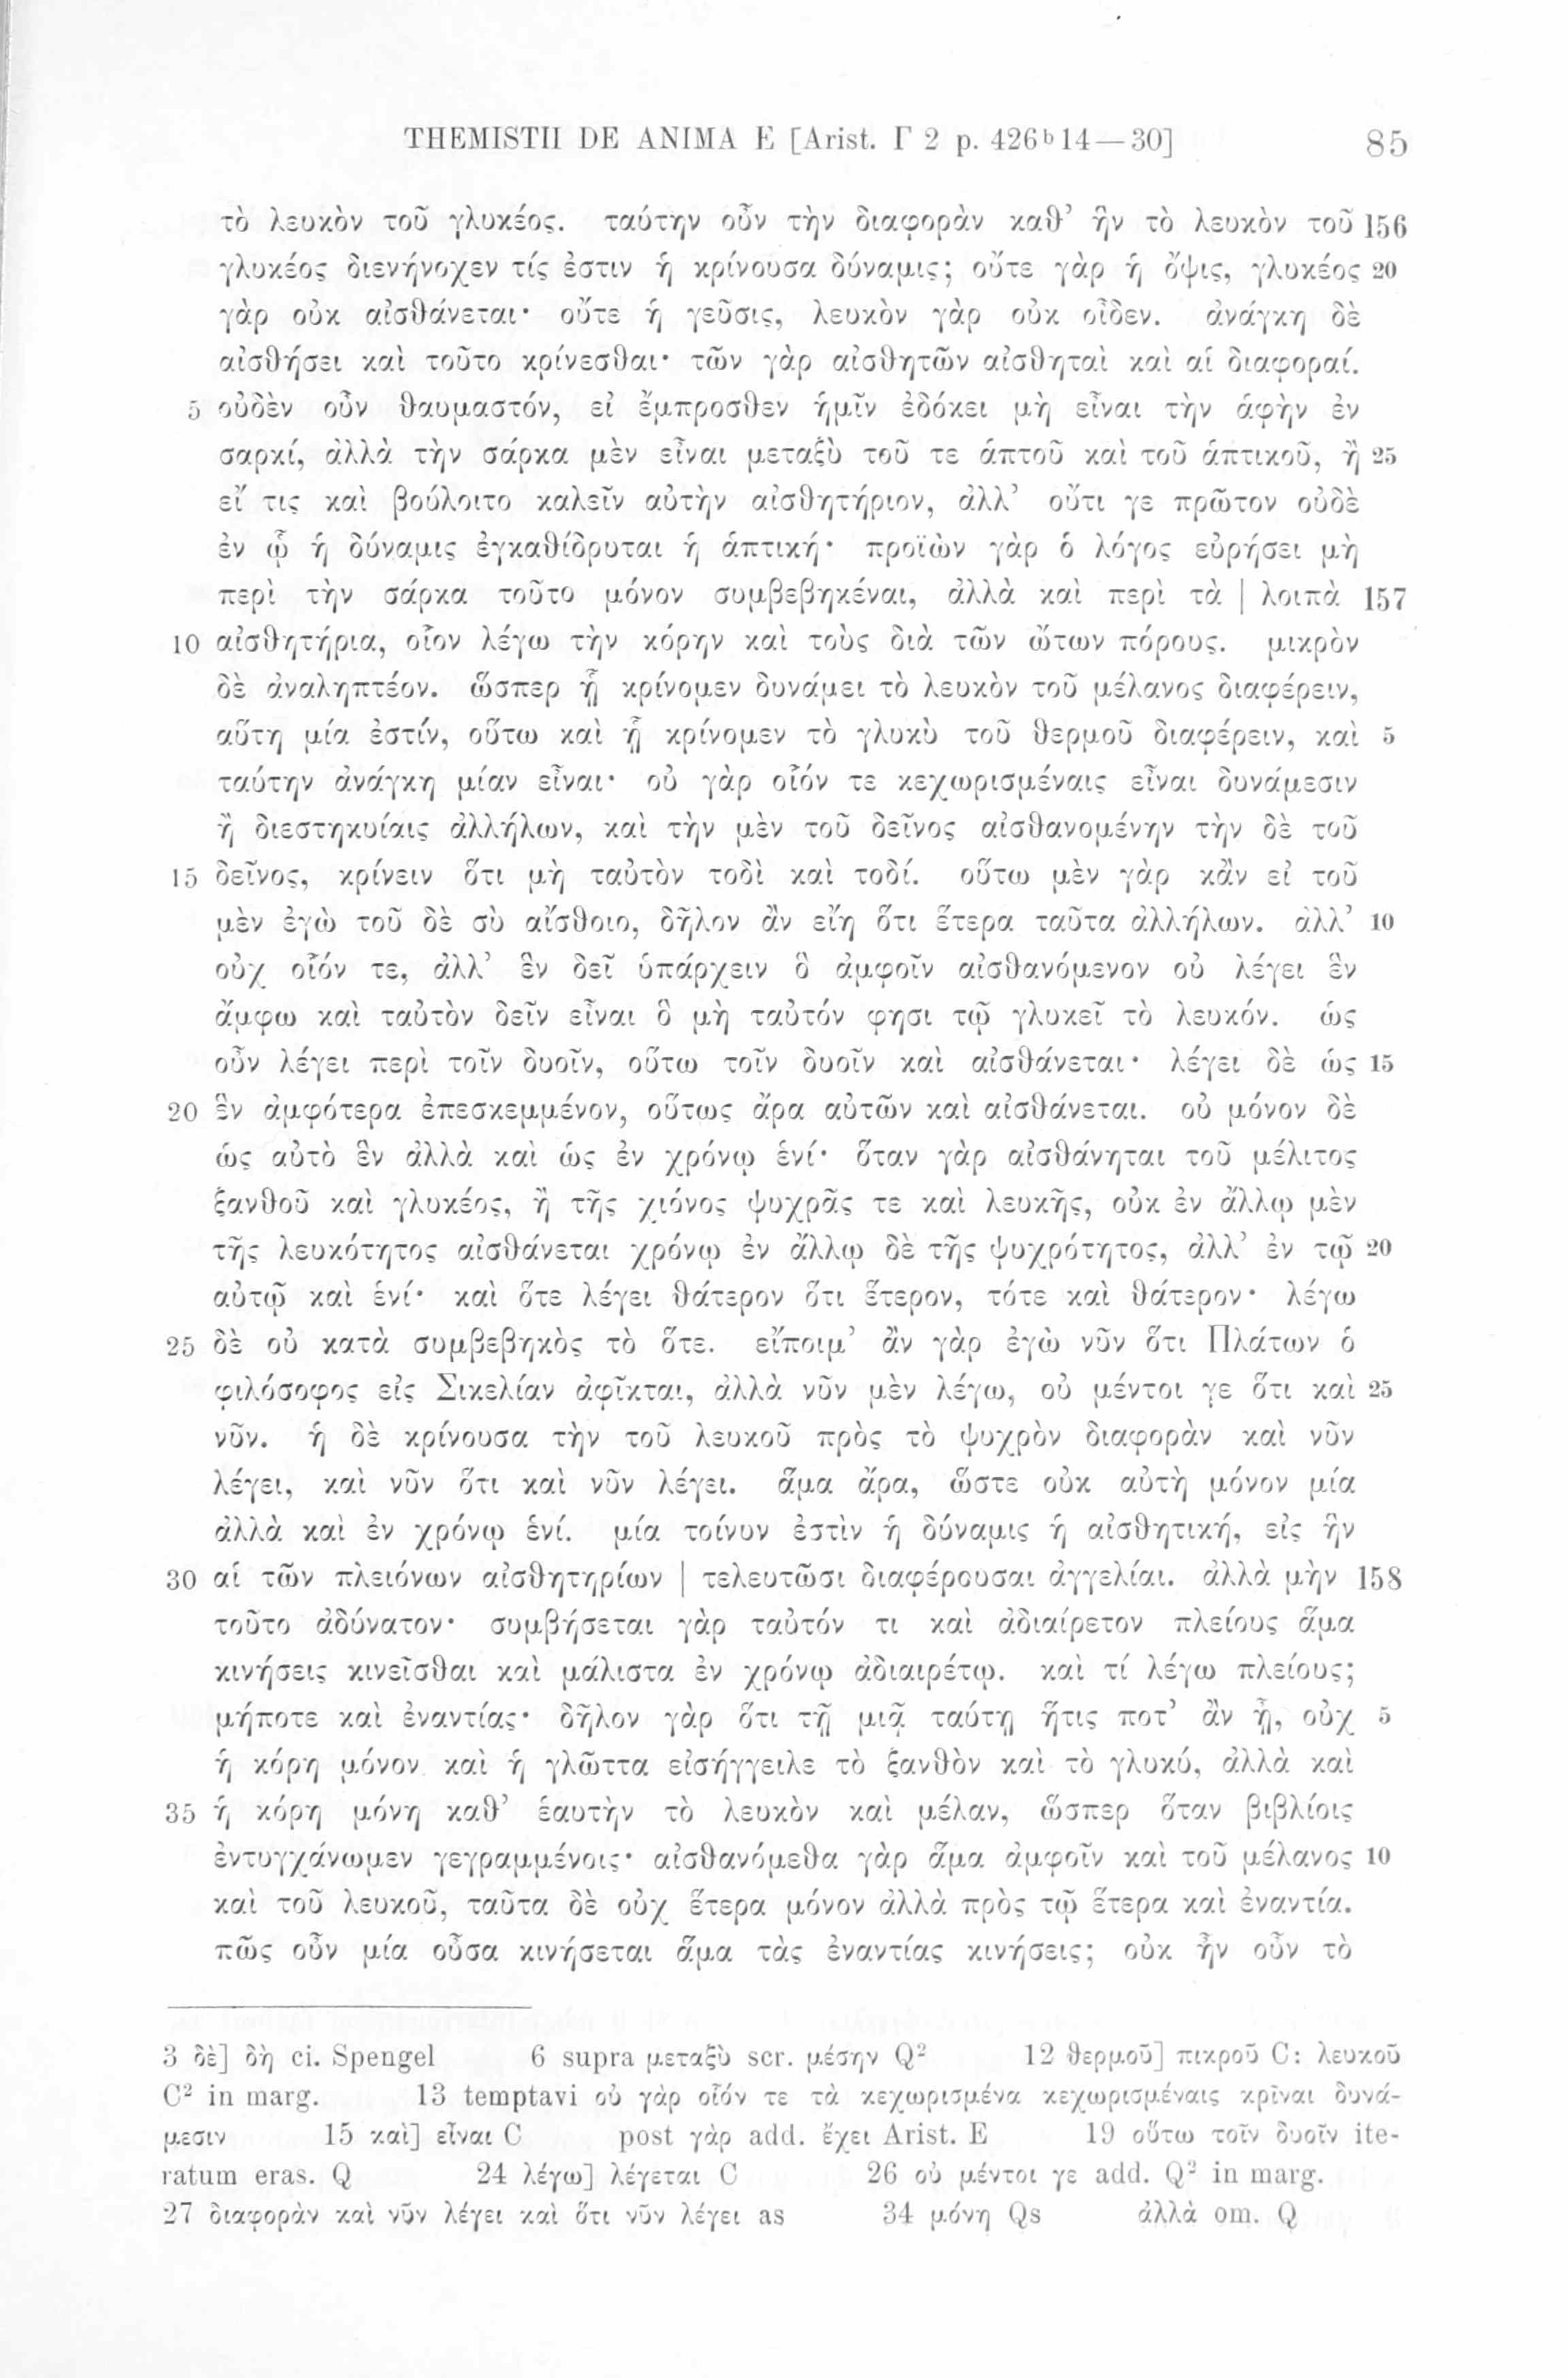 THEMISTII DE ANIMA E [Arist. Γ 2 p. 426ᵇ14—30] 85
τὸ λευκὸν τοῦ γλυκέος. ταύτην οὖν τὴν διαφορὰν καθ’ ἣν τὸ λευκὸν τοῦ 156
γλυκέος διενήνοχεν τίς ἐστιν ἡ κρίνουσα δύναμις; οὔτε γὰρ ἡ ὄψις, γλυκέος 20
γὰρ οὐκ αἰσθάνεται· οὔτε ἡ γεῦσις, λευκὸν γὰρ οὐκ οἶδεν. ἀνάγκη δὲ
αἰσθήσει καὶ τοῦτο κρίνεσθαι· τῶν γὰρ αἰσθητῶν αἰσθηταὶ καὶ αἱ διαφοραί.
5 οὐδὲν οὖν θαυμαστόν, εἰ ἔμπροσθεν ἡμῖν ἐδόκει μὴ εἶναι τὴν ἁφὴν ἐν
σαρκί, ἀλλὰ τὴν σάρκα μὲν εἶναι μεταξὺ τοῦ τε ἁπτοῦ καὶ τοῦ ἁπτικοῦ, ἢ 25
εἴ τις καὶ βούλοιτο καλεῖν αὐτὴν αἰσθητήριον, ἀλλ’ οὔτι γε πρῶτον οὐδὲ
ἐν ᾧ ἡ δύναμις ἐγκαθίδρυται ἡ ἁπτική· προϊὼν γὰρ ὁ λόγος εὑρήσει μὴ
περὶ τὴν σάρκα τοῦτο μόνον συμβεβηκέναι, ἀλλὰ καὶ περὶ τὰ | λοιπὰ 157
10 αἰσθητήρια, οἷον λέγω τὴν κόρην καὶ τοὺς διὰ τῶν ὤτων πόρους. μικρὸν
δὲ ἀναληπτέον. ὥσπερ ᾗ κρίνομεν δυνάμει τὸ λευκὸν τοῦ μέλανος διαφέρειν,
αὕτη μία ἐστίν, οὕτω καὶ ᾗ κρίνομεν τὸ γλυκὺ τοῦ θερμοῦ διαφέρειν, καὶ 5
ταύτην ἀνάγκη μίαν εἶναι· οὐ γὰρ οἷόν τε κεχωρισμέναις εἶναι δυνάμεσιν
ἢ διεστηκυίαις ἀλλήλων, καὶ τὴν μὲν τοῦ δεῖνος αἰσθανομένην τὴν δὲ τοῦ
15 δεῖνος, κρίνειν ὅτι μὴ ταὐτὸν τοδὶ καὶ τοδί. οὕτω μὲν γὰρ κἂν εἰ τοῦ
μὲν ἐγὼ τοῦ δὲ σὺ αἴσθοιο, δῆλον ἂν εἴη ὅτι ἕτερα ταῦτα ἀλλήλων. ἀλλ’ 10
οὐχ οἷόν τε, ἀλλ’ ἓν δεῖ ὑπάρχειν ὃ ἀμφοῖν αἰσθανόμενον οὐ λέγει ἓν
ἄμφω καὶ ταὐτὸν δεῖν εἶναι ὃ μὴ ταὐτόν φησι τῷ γλυκεῖ τὸ λευκόν. ὡς
οὖν λέγει περὶ τοῖν δυοῖν, οὕτω τοῖν δυοῖν καὶ αἰσθάνεται· λέγει δὲ ὡς 15
20 ἓν ἀμφότερα ἐπεσκεμμένον, οὕτως ἄρα αὐτῶν καὶ αἰσθάνεται. οὐ μόνον δὲ
ὡς αὐτὸ ἓν ἀλλὰ καὶ ὡς ἐν χρόνῳ ἑνί· ὅταν γὰρ αἰσθάνηται τοῦ μέλιτος
ξανθοῦ καὶ γλυκέος, ἢ τῆς χιόνος ψυχρᾶς τε καὶ λευκῆς, οὐκ ἐν ἄλλῳ μὲν
τῆς λευκότητος αἰσθάνεται χρόνῳ ἐν ἄλλῳ δὲ τῆς ψυχρότητος, ἀλλ’ ἐν τῷ 20
αὐτῷ καὶ ἑνί· καὶ ὅτε λέγει θάτερον ὅτι ἕτερον, τότε καὶ θάτερον· λέγω
25 δὲ οὐ κατὰ συμβεβηκὸς τὸ ὅτε. εἴποιμ’ ἂν γὰρ ἐγὼ νῦν ὅτι Πλάτων ὁ
φιλόσοφος εἰς Σικελίαν ἀφῖκται, ἀλλὰ νῦν μὲν λέγω, οὐ μέντοι γε ὅτι καὶ 25
νῦν. ἡ δὲ κρίνουσα τὴν τοῦ λευκοῦ πρὸς τὸ ψυχρὸν διαφορὰν καὶ νῦν
λέγει, καὶ νῦν ὅτι καὶ νῦν λέγει. ἅμα ἄρα, ὥστε οὐκ αὐτὴ μόνον μία
ἀλλὰ καὶ ἐν χρόνῳ ἑνί. μία τοίνυν ἐστὶν ἡ δύναμις ἡ αἰσθητική, εἰς ἣν
30 αἱ τῶν πλειόνων αἰσθητηρίων | τελευτῶσι διαφέρουσαι ἀγγελίαι. ἀλλὰ μὴν 158
τοῦτο ἀδύνατον· συμβήσεται γὰρ ταὐτόν τι καὶ ἀδιαίρετον πλείους ἅμα
κινήσεις κινεῖσθαι καὶ μάλιστα ἐν χρόνῳ ἀδιαιρέτῳ. καὶ τί λέγω πλείους;
μήποτε καὶ ἐναντίας· δῆλον γὰρ ὅτι τῇ μιᾷ ταύτῃ ἥτις ποτ’ ἂν ᾖ, οὐχ 5
ἡ κόρη μόνον καὶ ἡ γλῶττα εἰσήγγειλε τὸ ξανθὸν καὶ τὸ γλυκύ, ἀλλὰ καὶ
35 ἡ κόρη μόνη καθ’ ἑαυτὴν τὸ λευκὸν καὶ μέλαν, ὥσπερ ὅταν βιβλίοις
ἐντυγχάνωμεν γεγραμμένοις· αἰσθανόμεθα γὰρ ἅμα ἀμφοῖν καὶ τοῦ μέλανος 10
καὶ τοῦ λευκοῦ, ταῦτα δὲ οὐχ ἕτερα μόνον ἀλλὰ πρὸς τῷ ἕτερα καὶ ἐναντία.
πῶς οὖν μία οὖσα κινήσεται ἅμα τὰς ἐναντίας κινήσεις; οὐκ ἦν οὖν τὸ
3 δὲ] δὴ ci. Spengel 6 supra μεταξὺ scr. μέσην Q² 12 θερμοῦ] πικροῦ C: λευκοῦ
C² in marg. 13 temptavi οὐ γὰρ οἷόν τε τὰ κεχωρισμένα κεχωρισμέναις κρῖναι δυνά-
μεσιν 15 καὶ] εἶναι C post γὰρ add. ἔχει Arist. E 19 οὕτω τοῖν δυοῖν ite-
ratum eras. Q 24 λέγω] λέγεται C 26 οὐ μέντοι γε add. Q² in marg.
27 διαφορὰν καὶ νῦν λέγει καὶ ὅτι νῦν λέγει as 34 μόνη Qs ἀλλὰ om. Q